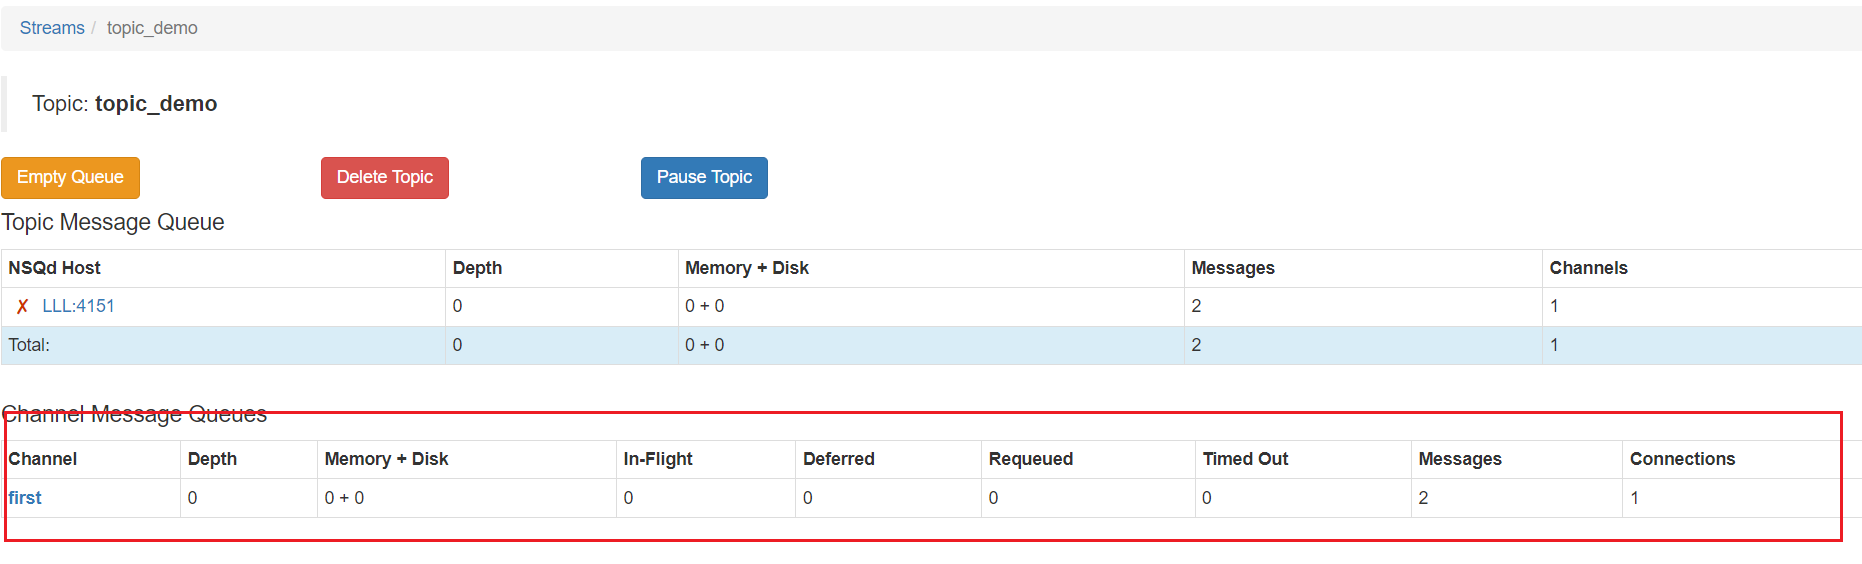 Streams / topic_demo
Topic: topic_demo
Empty Queue Delete Topic Pause Topic
Topic Message Queue
NSQd Host Depth Memory + Disk Messages Channels
✗ LLL:4151 0 0 + 0 2 1
Total: 0 0 + 0 2 1
Channel Message Queues
Channel Depth Memory + Disk In-Flight Deferred Requeued Timed Out Messages Connections
first 0 0 + 0 0 0 0 0 2 1